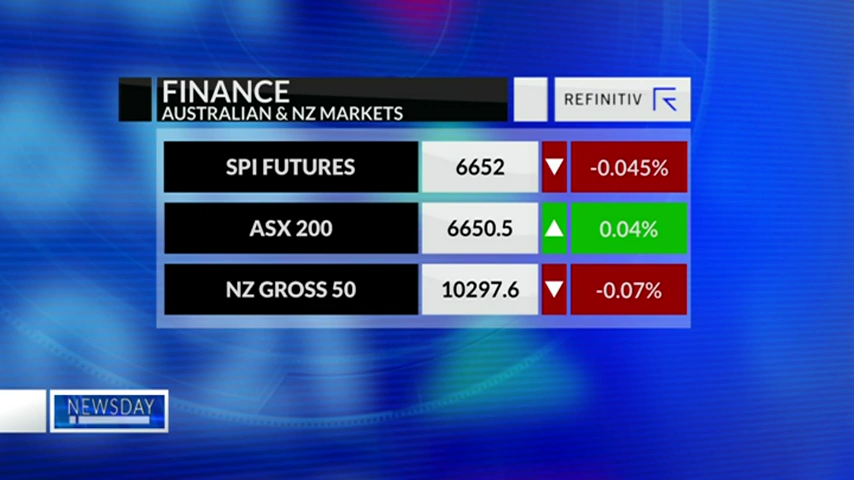 FINANCE
AUSTRALIAN & NZ MARKETS
REFINITIV
SPI FUTURES 6652 ▼ -0.045%
ASX 200 6650.5 ▲ 0.04%
NZ GROSS 50 10297.6 ▼ -0.07%
NEWSDAY